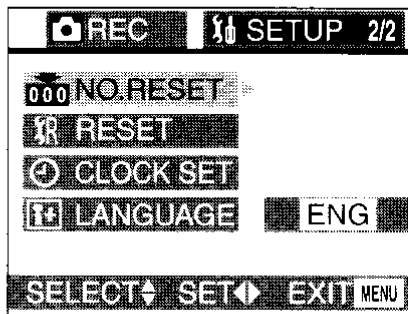 REC SETUP 2/2
000 NO.RESET
R RESET
CLOCK SET
LANGUAGE ENG
SELECT SET EXIT MENU